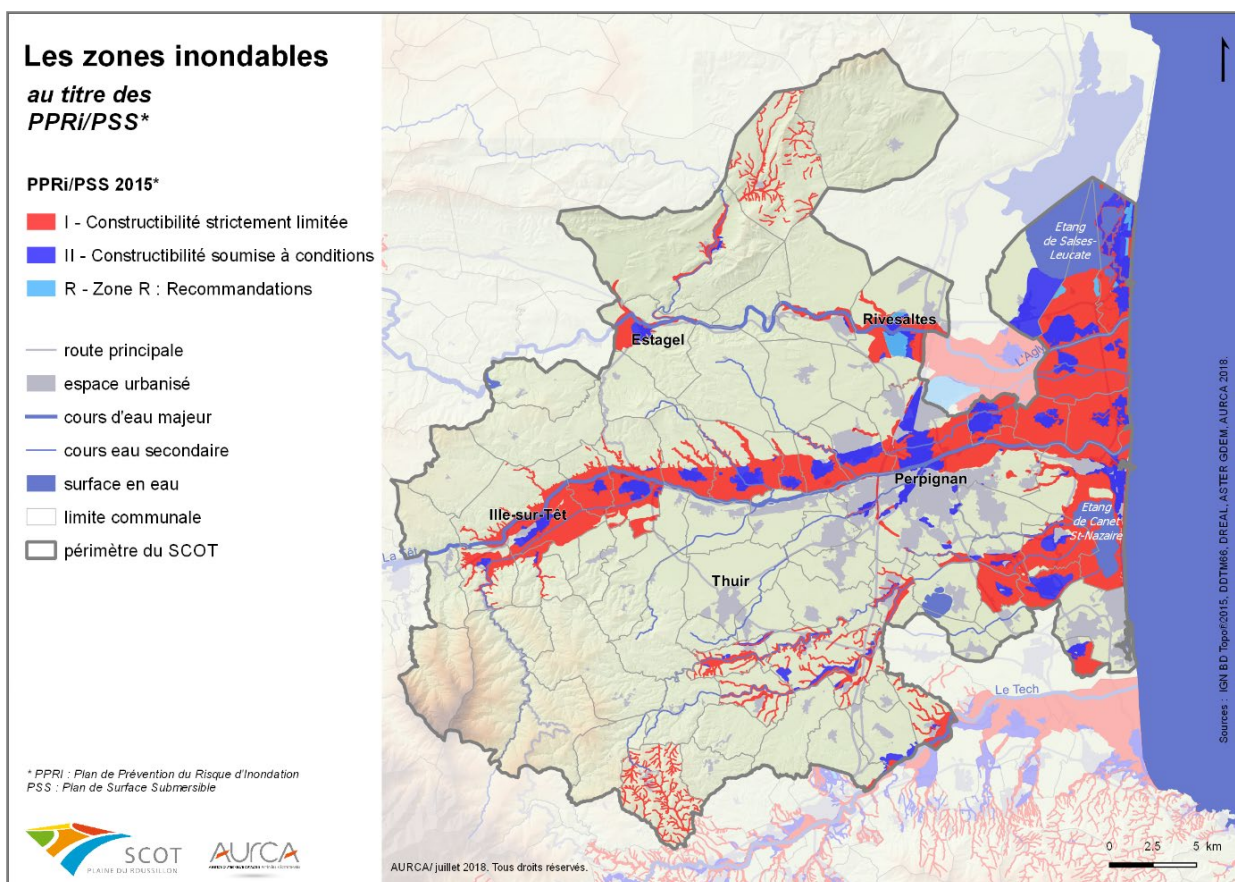 Les zones inondables
au titre des
PPRi/PSS*
PPRi/PSS 2015*
I - Constructibilité strictement limitée
II - Constructibilité soumise à conditions
R - Zone R : Recommandations
route principale
espace urbanisé
cours d'eau majeur
cours eau secondaire
surface en eau
limite communale
périmètre du SCOT
* PPRI : Plan de Prévention du Risque d'Inondation
PSS : Plan de Surface Submersible
SCOT
PLAINE DU ROUSSILLON
AURCA
Etang
de Salses-
Leucate
Rivesaltes
Estagel
L'Agly
Perpignan
Ille-sur-Têt
La Têt
Etang
de Canet
St-Nazaire
Thuir
Le Tech
0 2.5 5 km
AURCA/ juillet 2018. Tous droits réservés.
Sources : IGN BD Topo®2015, DDTM66, DREAL, ASTER GDEM, AURCA 2018.